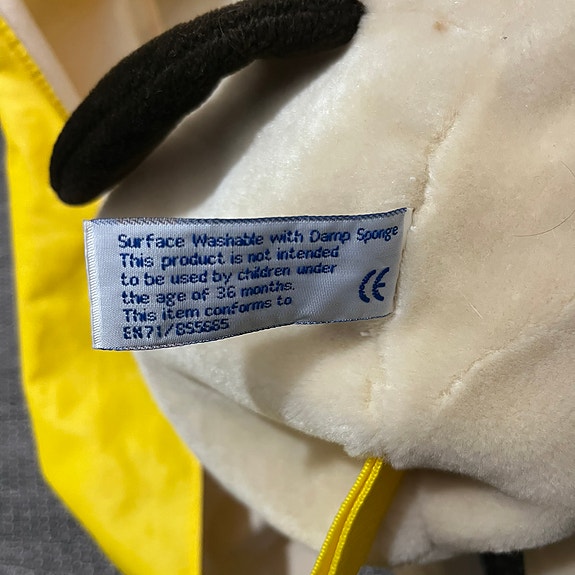 Surface Washable with Damp Sponge
This product is not intended
to be used by children under
the age of 36 months.
This item conforms to
EN71/BS5665
CE